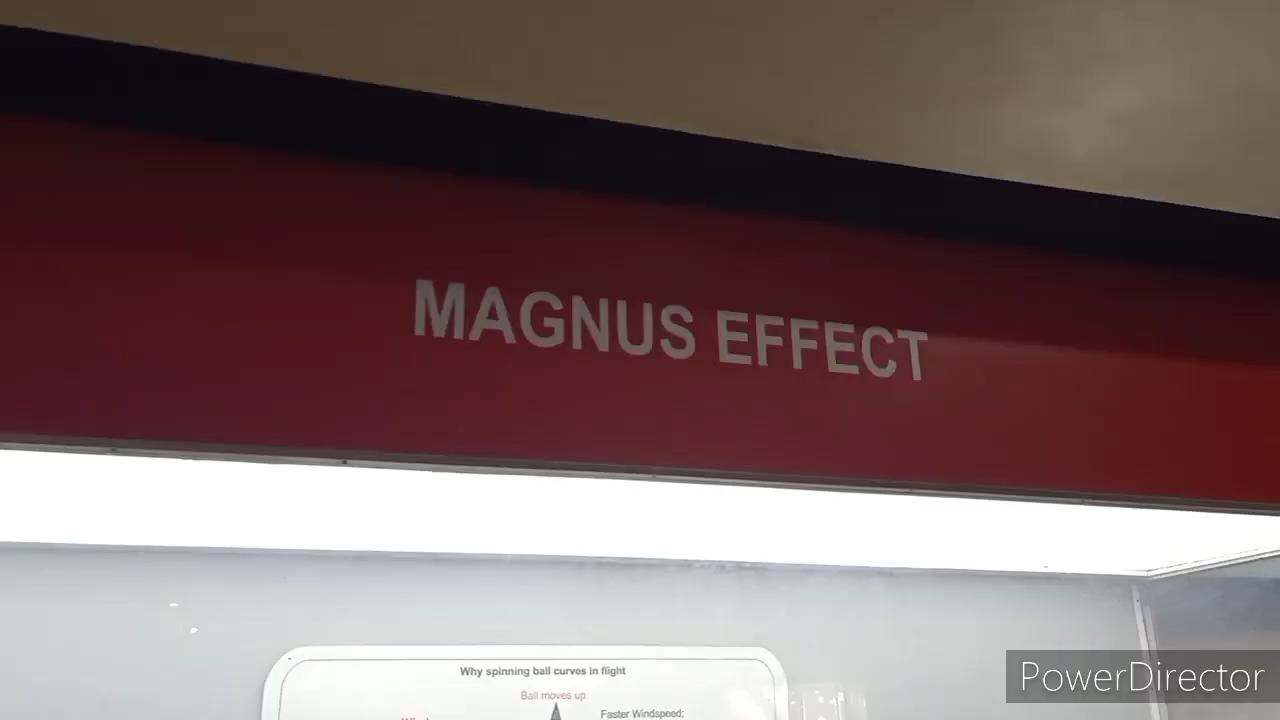 MAGNUS EFFECT
Why spinning ball curves in flight
Ball moves up
Faster Windspeed;
PowerDirector